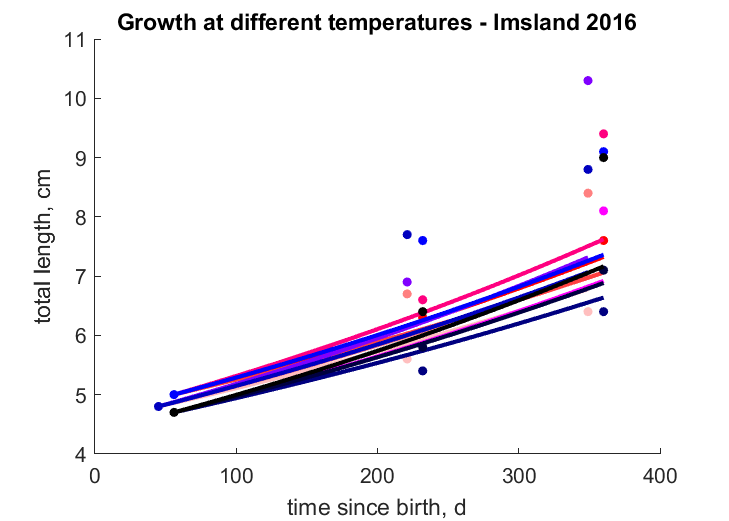 Growth at different temperatures - Imsland 2016
11
10
9
8
7
6
5
4
total length, cm
0 100 200 300 400
time since birth, d